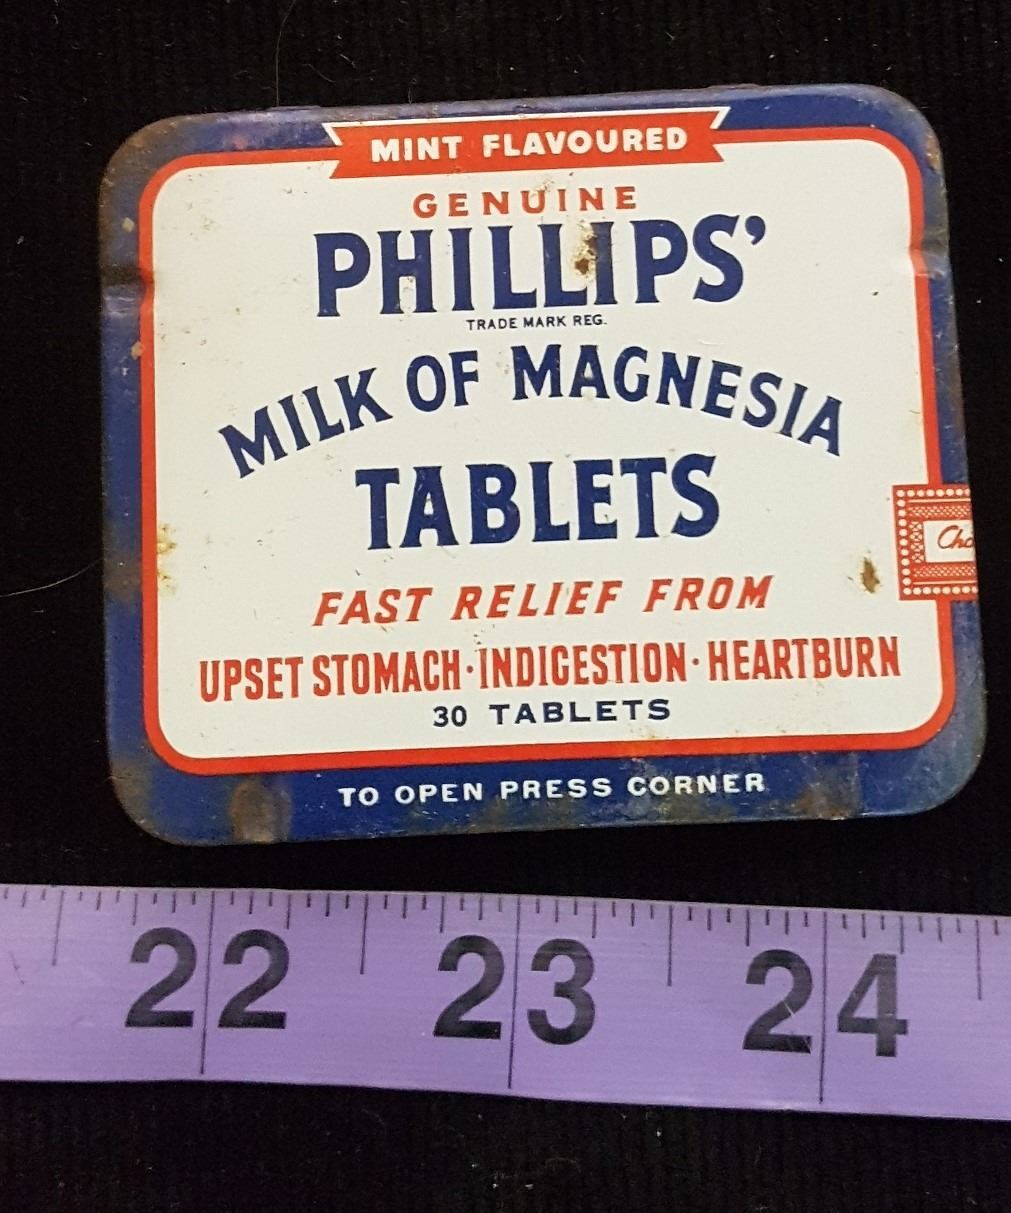 MINT FLAVOURED
GENUINE
PHILLIPS'
TRADE MARK REG.
MILK OF MAGNESIA
TABLETS
Cha
FAST RELIEF FROM
UPSET STOMACH·INDIGESTION·HEARTBURN
30 TABLETS
TO OPEN PRESS CORNER
22 23 24